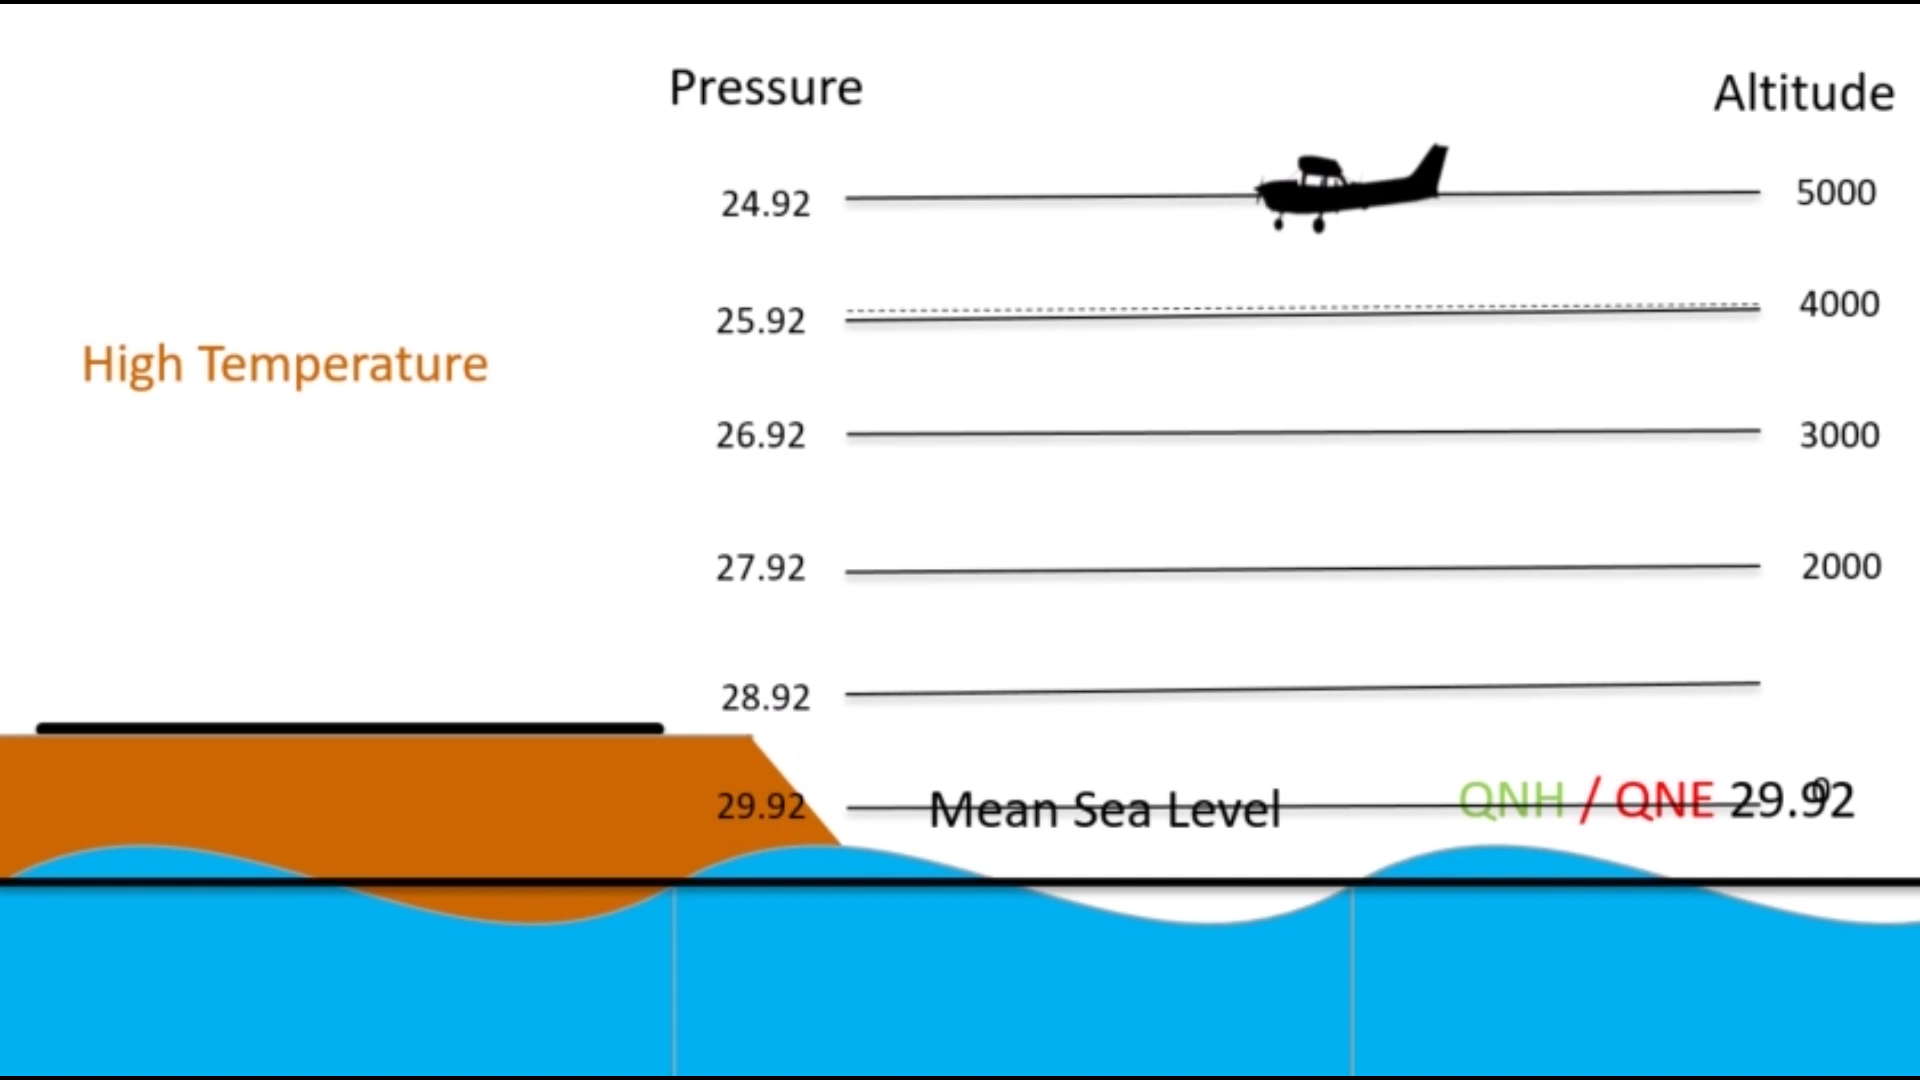 Pressure Altitude
24.92 5000
25.92 4000
High Temperature
26.92 3000
27.92 2000
28.92
29.92 Mean Sea Level QNH / QNE 29.92 0